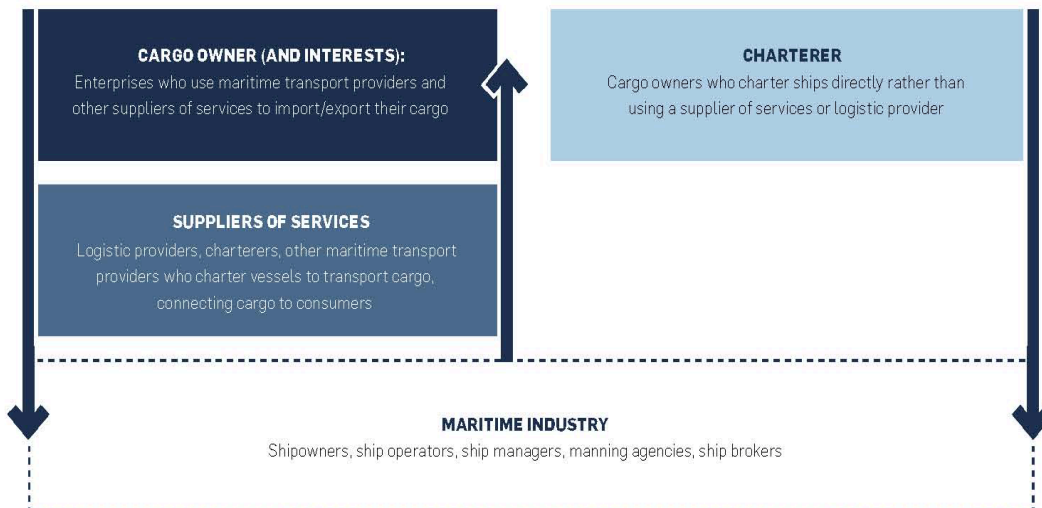 CARGO OWNER (AND INTERESTS):
Enterprises who use maritime transport providers and
other suppliers of services to import/export their cargo
CHARTERER
Cargo owners who charter ships directly rather than
using a supplier of services or logistic provider
SUPPLIERS OF SERVICES
Logistic providers, charterers, other maritime transport
providers who charter vessels to transport cargo,
connecting cargo to consumers
MARITIME INDUSTRY
Shipowners, ship operators, ship managers, manning agencies, ship brokers